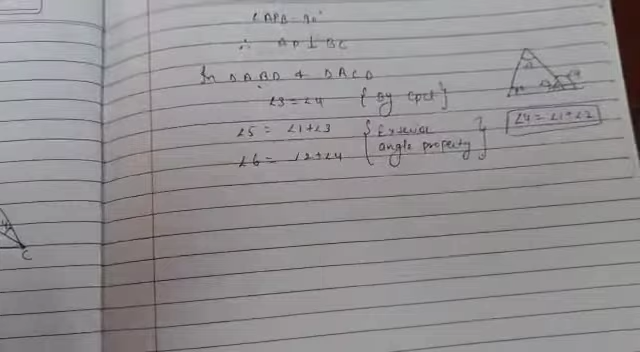 ∠APB = 90°
∴ AD ⊥ BC
In Δ ABD & Δ ACD
∠3 = ∠4 { By CPCT }
∠5 = ∠1+∠3 { Exterior
∠6 = ∠2+∠4 angle property }
∠4 = ∠1+∠2
C